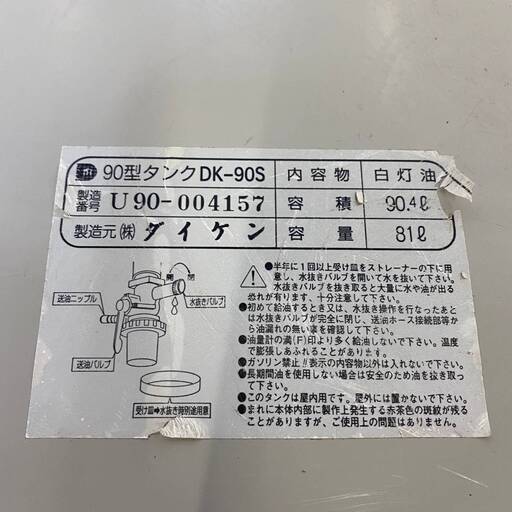 90型タンク DK-90S 内容物 白灯油
製造番号 U90-004157 容積 90.4ℓ
製造元 ㈱ ダイケン 容量 81ℓ
開 閉
送油ニップル
水抜きバルブ
送油バルブ
受け皿➡水抜き時別途用意
●半年に1回以上受け皿をストレーナーの下に用
意し、水抜きバルブを開いて水を抜いて下さい。
水抜きバルブを抜き取ると大量に水や油が出る
恐れが有ります、十分注意して下さい。
●初めて給油するとき又は、水抜き操作を行なったあと
は水抜きバルブが完全に閉じ、送油ホース接続部等か
ら油漏れの無い事を確認して下さい。
●油量計の満(F)印より多く給油しないで下さい。温度
で膨張しあふれることがあります。
●ガソリン禁止!!表示の内容物以外は入れないで下さい。
●長期間油を使用しない場合は安全のため油を抜き取っ
て下さい。
●このタンクは屋内用です。屋外には置かないで下さい。
●まれに本体内部に製作上発生する赤茶色の斑紋が残る
ことがありますが、ご使用上の問題はありません。